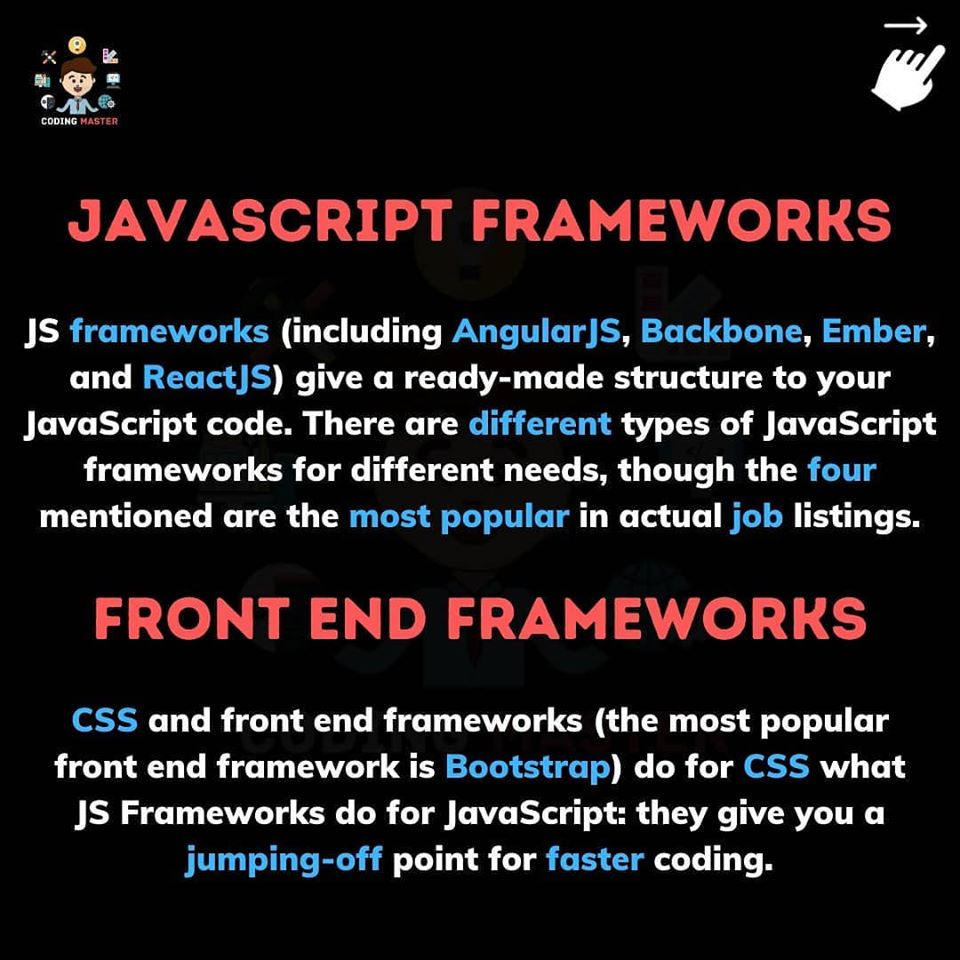 CODING MASTER
JAVASCRIPT FRAMEWORKS
JS frameworks (including AngularJS, Backbone, Ember,
and ReactJS) give a ready-made structure to your
JavaScript code. There are different types of JavaScript
frameworks for different needs, though the four
mentioned are the most popular in actual job listings.
FRONT END FRAMEWORKS
CSS and front end frameworks (the most popular
front end framework is Bootstrap) do for CSS what
JS Frameworks do for JavaScript: they give you a
jumping-off point for faster coding.
CODING MASTER